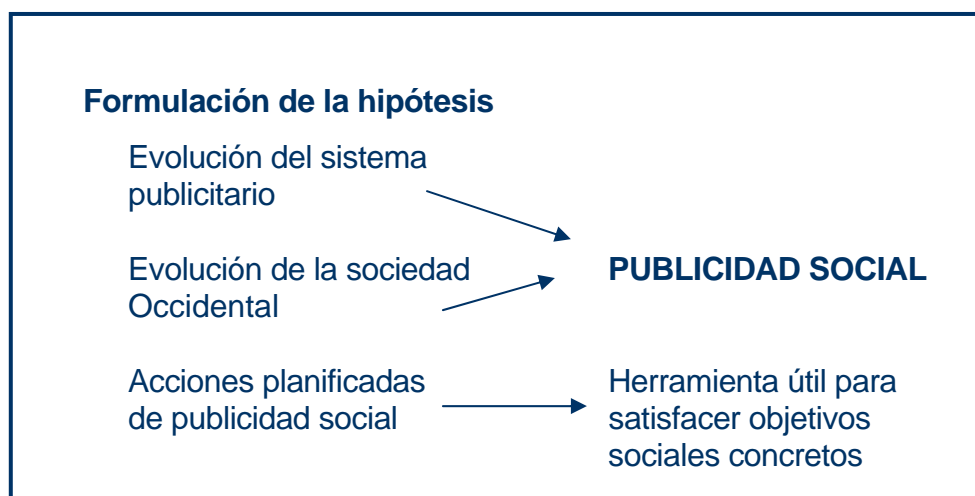 Formulación de la hipótesis
Evolución del sistema
publicitario
Evolución de la sociedad
Occidental
PUBLICIDAD SOCIAL
Acciones planificadas
de publicidad social
Herramienta útil para
satisfacer objetivos
sociales concretos